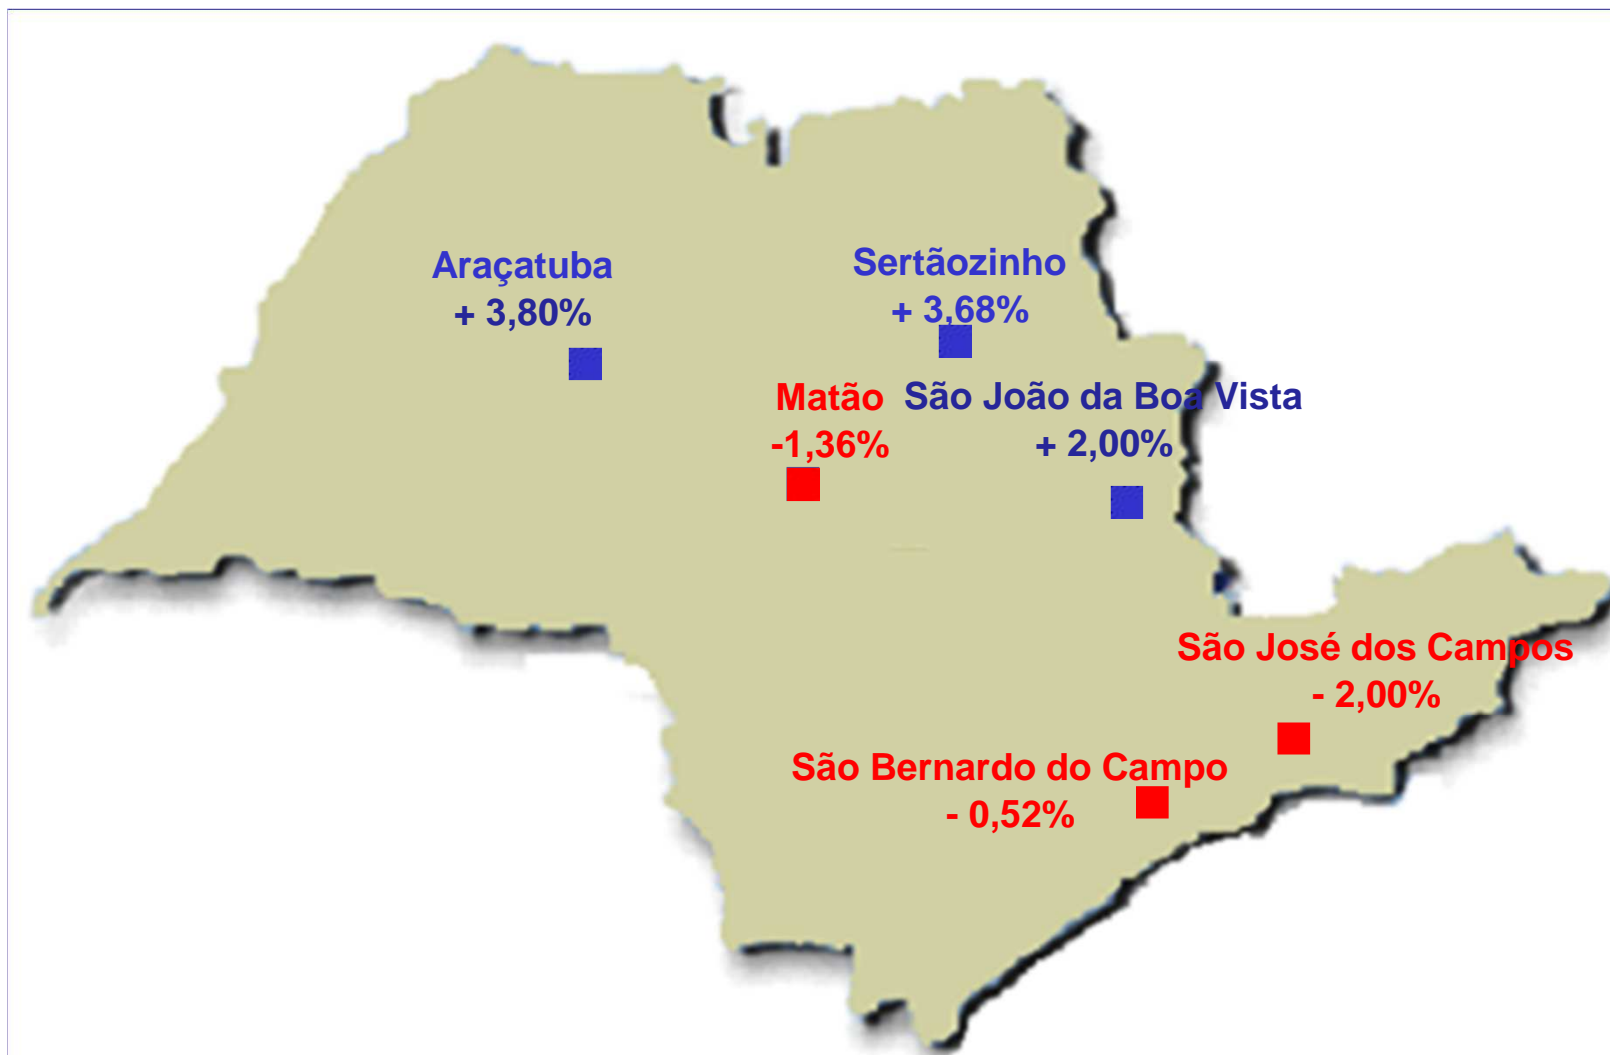 Araçatuba
+ 3,80%
Sertãozinho
+ 3,68%
Matão
-1,36%
São João da Boa Vista
+ 2,00%
São José dos Campos
- 2,00%
São Bernardo do Campo
- 0,52%